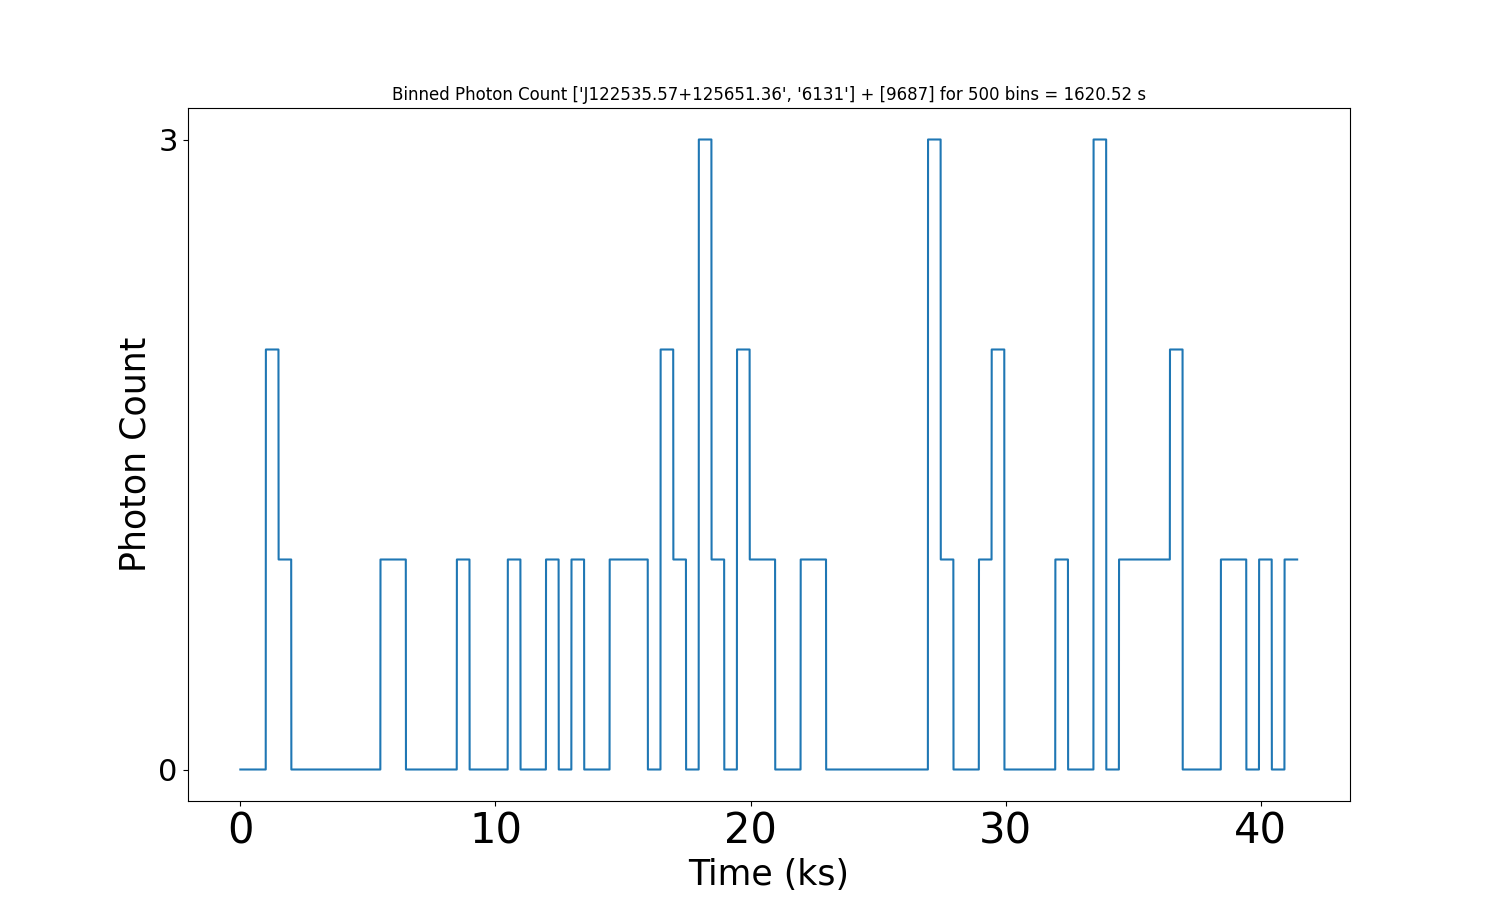 Binned Photon Count ['J122535.57+125651.36', '6131'] + [9687] for 500 bins = 1620.52 s
3
Photon Count
0
0 10 20 30 40
Time (ks)